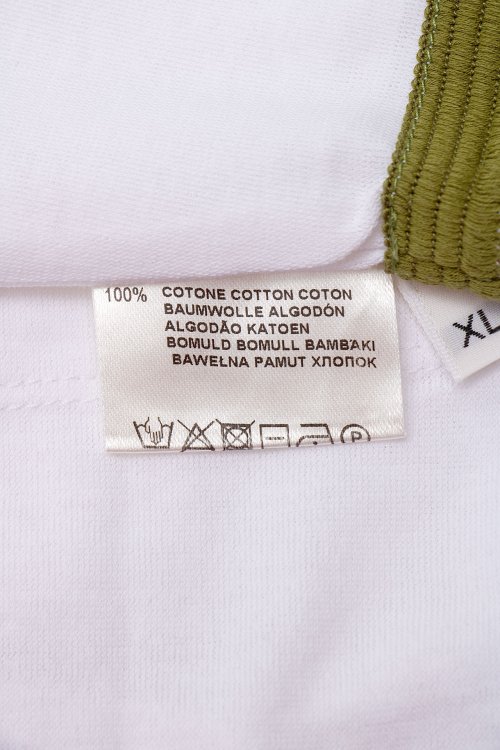 100% COTONE COTTON COTON
BAUMWOLLE ALGODÓN
ALGODÃO KATOEN
BOMULD BOMULL BAMBAKI
BAWEŁNA PAMUT ХЛОПОК
P
XL